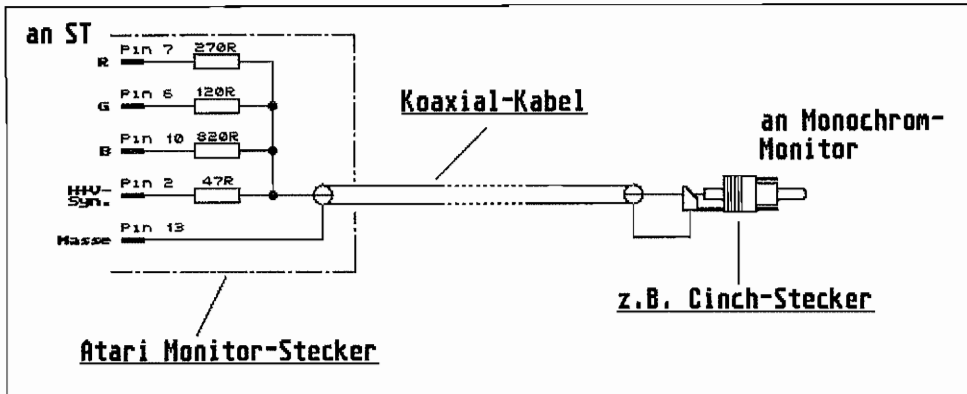 an ST
R Pin 7 270R
G Pin 6 120R
B Pin 10 820R
H+V-
Syn. Pin 2 47R
Masse Pin 13
Koaxial-Kabel
an Monochrom-
Monitor
z.B. Cinch-Stecker
Atari Monitor-Stecker